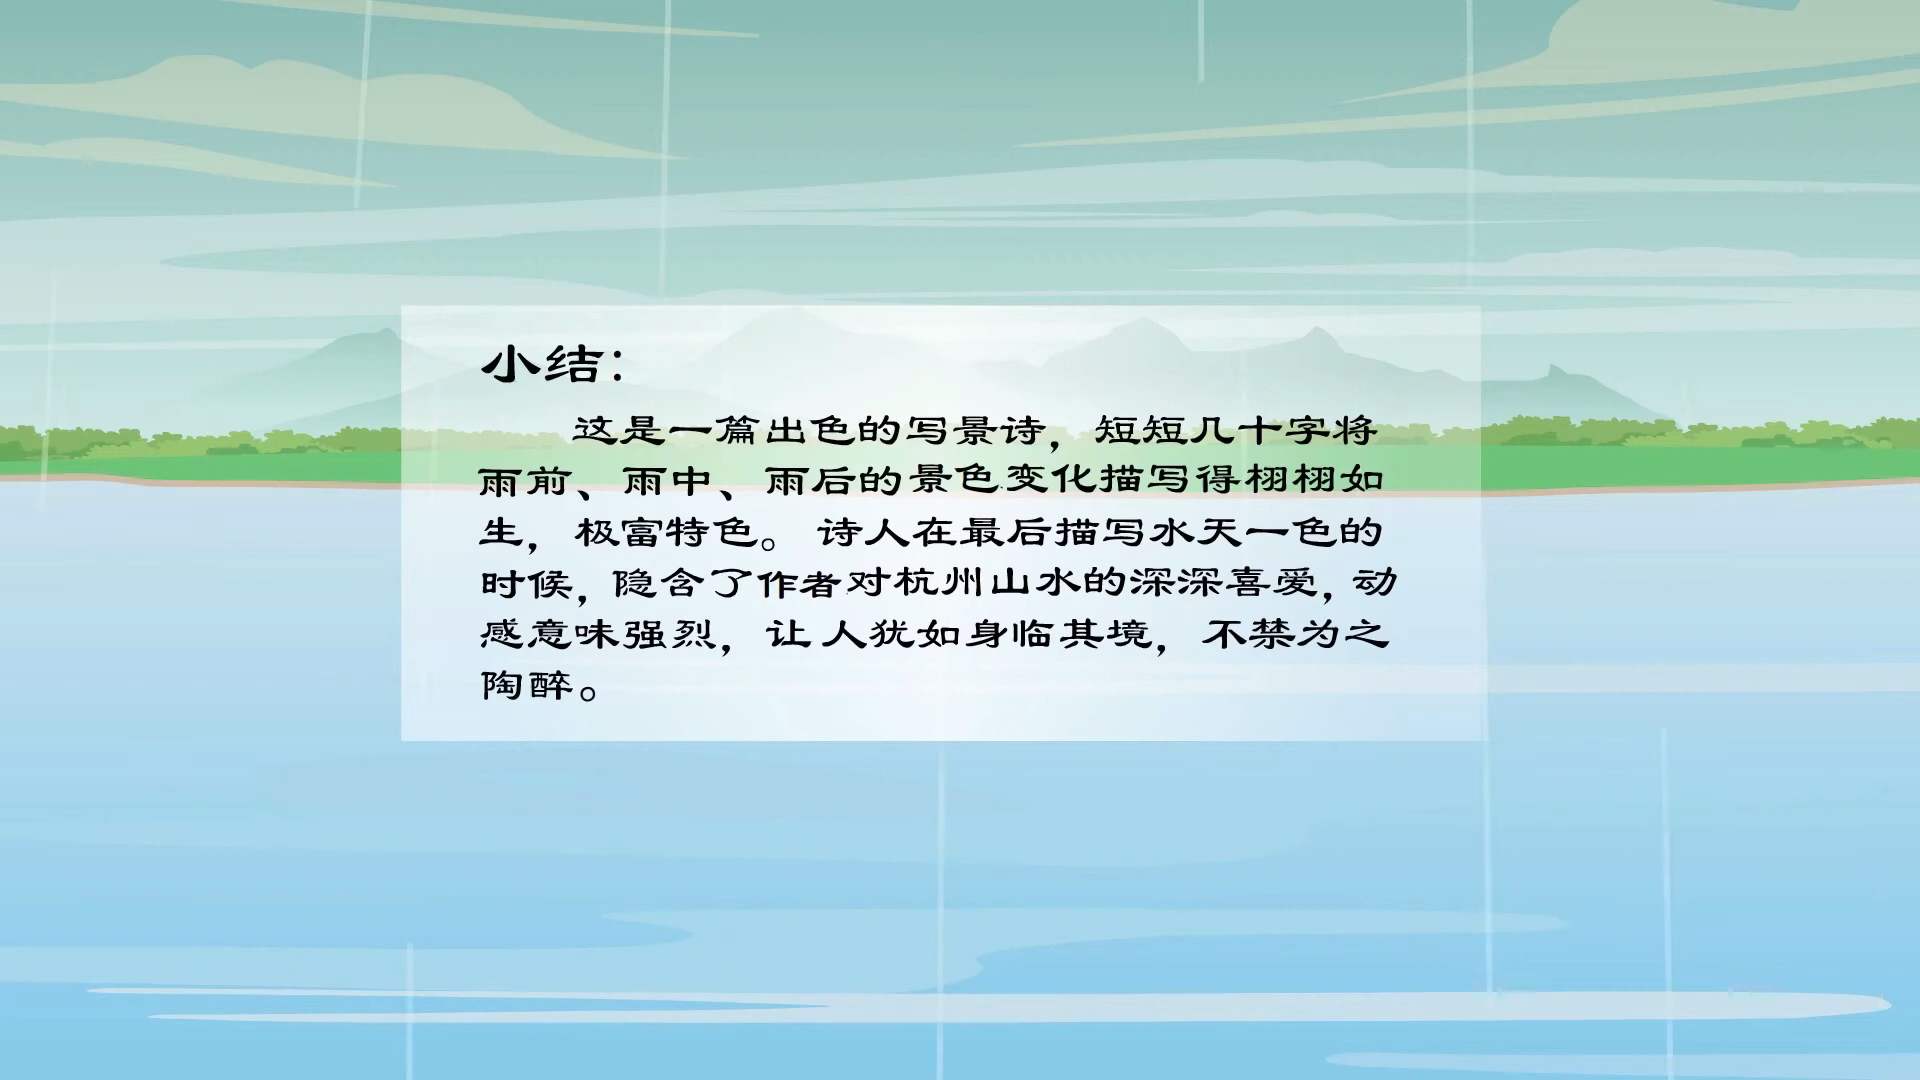 小结：
这是一篇出色的写景诗，短短几十字将
雨前、雨中、雨后的景色变化描写得栩栩如
生，极富特色。诗人在最后描写水天一色的
时候，隐含了作者对杭州山水的深深喜爱，动
感意味强烈，让人犹如身临其境，不禁为之
陶醉。